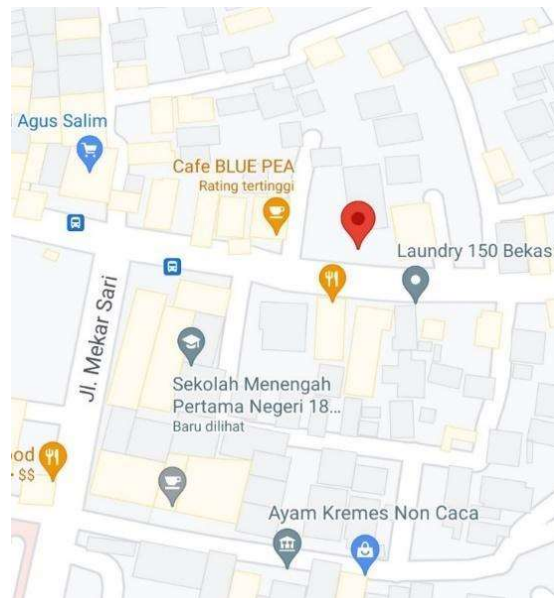 i Agus Salim
Cafe BLUE PEA
Rating tertinggi
Laundry 150 Bekas
Jl. Mekar Sari
Sekolah Menengah
Pertama Negeri 18...
Baru dilihat
ood
· $$
Ayam Kremes Non Caca